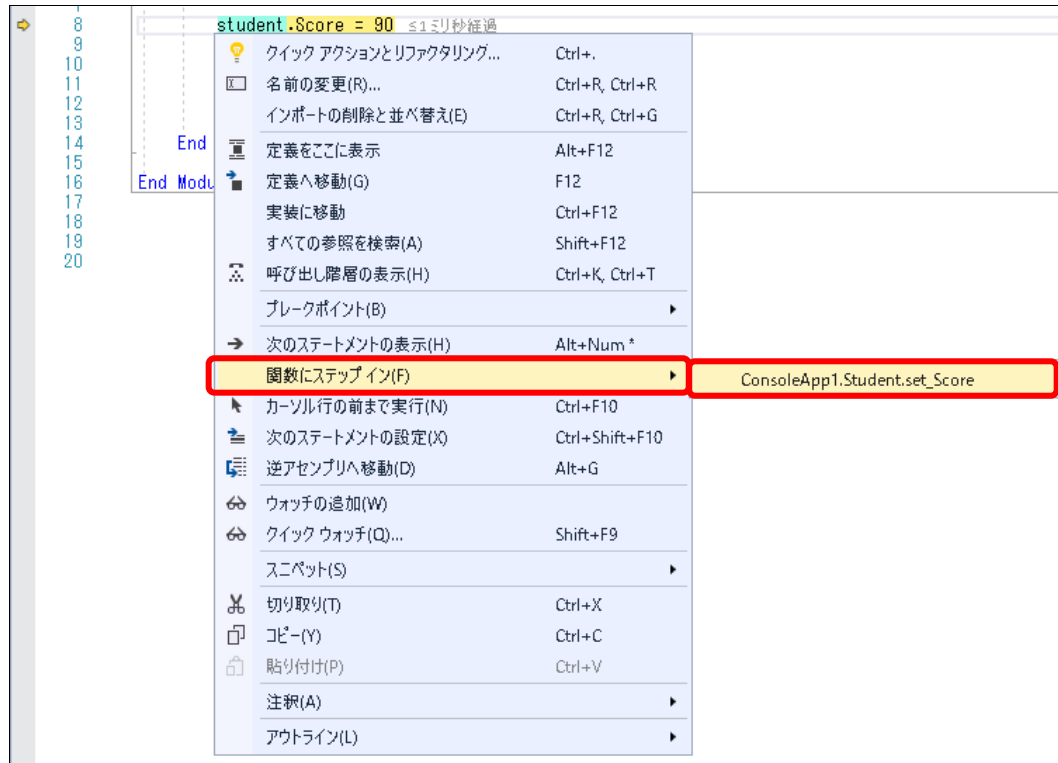 8 student.Score = 90 ≤1ミリ秒経過
9
10
11
12
13
14 End
15
16 End Modu
17
18
19
20
クイック アクションとリファクタリング... Ctrl+.
名前の変更(R)... Ctrl+R, Ctrl+R
インポートの削除と並べ替え(E) Ctrl+R, Ctrl+G
定義をここに表示 Alt+F12
定義へ移動(G) F12
実装に移動 Ctrl+F12
すべての参照を検索(A) Shift+F12
呼び出し階層の表示(H) Ctrl+K, Ctrl+T
ブレークポイント(B)
次のステートメントの表示(H) Alt+Num *
関数にステップ イン(F) ConsoleApp1.Student.set_Score
カーソル行の前まで実行(N) Ctrl+F10
次のステートメントの設定(X) Ctrl+Shift+F10
逆アセンブリへ移動(D) Alt+G
ウォッチの追加(W)
クイック ウォッチ(Q)... Shift+F9
スニペット(S)
切り取り(T) Ctrl+X
コピー(Y) Ctrl+C
貼り付け(P) Ctrl+V
注釈(A)
アウトライン(L)